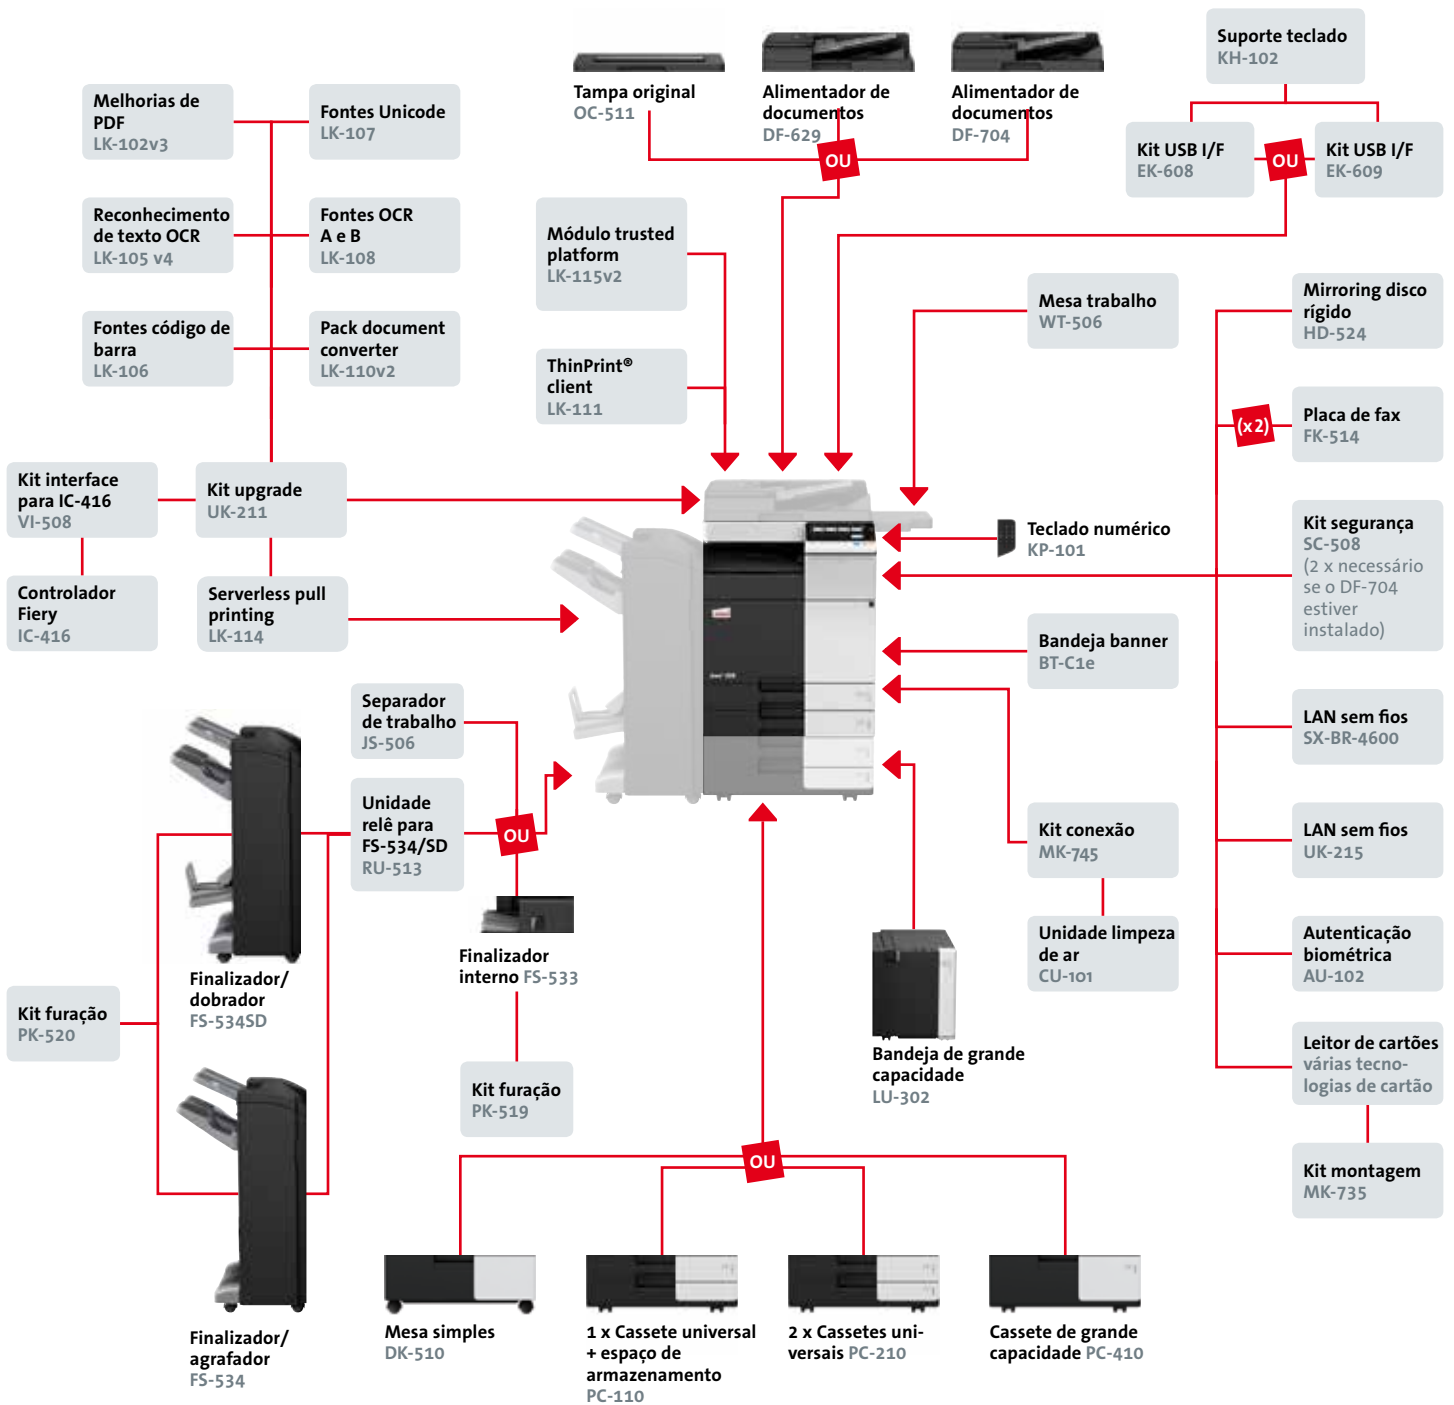 Tampa original
OC-511
Alimentador de
documentos
DF-629
Alimentador de
documentos
DF-704
OU
Suporte teclado
KH-102
Kit USB I/F
EK-608
OU
Kit USB I/F
EK-609
Melhorias de
PDF
LK-102v3
Fontes Unicode
LK-107
Reconhecimento
de texto OCR
LK-105 v4
Fontes OCR
A e B
LK-108
Fontes código de
barra
LK-106
Pack document
converter
LK-110v2
Módulo trusted
platform
LK-115v2
ThinPrint®
client
LK-111
Mesa trabalho
WT-506
Mirroring disco
rígido
HD-524
(x2)
Placa de fax
FK-514
Kit interface
para IC-416
VI-508
Kit upgrade
UK-211
Controlador
Fiery
IC-416
Serverless pull
printing
LK-114
Teclado numérico
KP-101
Kit segurança
SC-508
(2 x necessário
se o DF-704
estiver
instalado)
Bandeja banner
BT-C1e
Separador
de trabalho
JS-506
Unidade
relê para
FS-534/SD
RU-513
OU
LAN sem fios
SX-BR-4600
Kit conexão
MK-745
LAN sem fios
UK-215
Unidade limpeza
de ar
CU-101
Autenticação
biométrica
AU-102
Finalizador
interno FS-533
Finalizador/
dobrador
FS-534SD
Kit furação
PK-520
Bandeja de grande
capacidade
LU-302
Leitor de cartões
várias tecno-
logias de cartão
Kit furação
PK-519
OU
Kit montagem
MK-735
Finalizador/
agrafador
FS-534
Mesa simples
DK-510
1 x Cassete universal
+ espaço de
armazenamento
PC-110
2 x Cassetes uni-
versais PC-210
Cassete de grande
capacidade PC-410